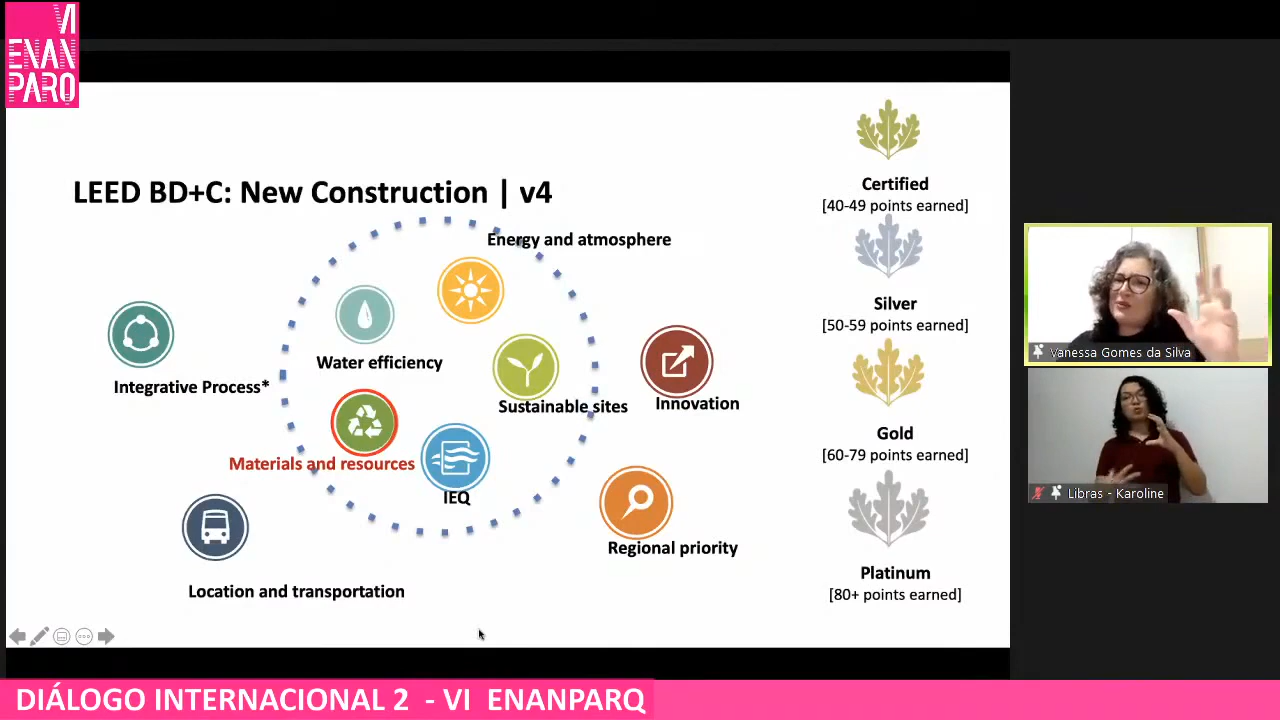 VI
ENAN
PARQ
LEED BD+C: New Construction | v4
Energy and atmosphere
Water efficiency
Integrative Process*
Sustainable sites
Innovation
Materials and resources
IEQ
Regional priority
Location and transportation
Certified
[40-49 points earned]
Silver
[50-59 points earned]
Gold
[60-79 points earned]
Platinum
[80+ points earned]
Vanessa Gomes da Silva
Libras - Karoline
DIÁLOGO INTERNACIONAL 2 - VI ENANPARQ